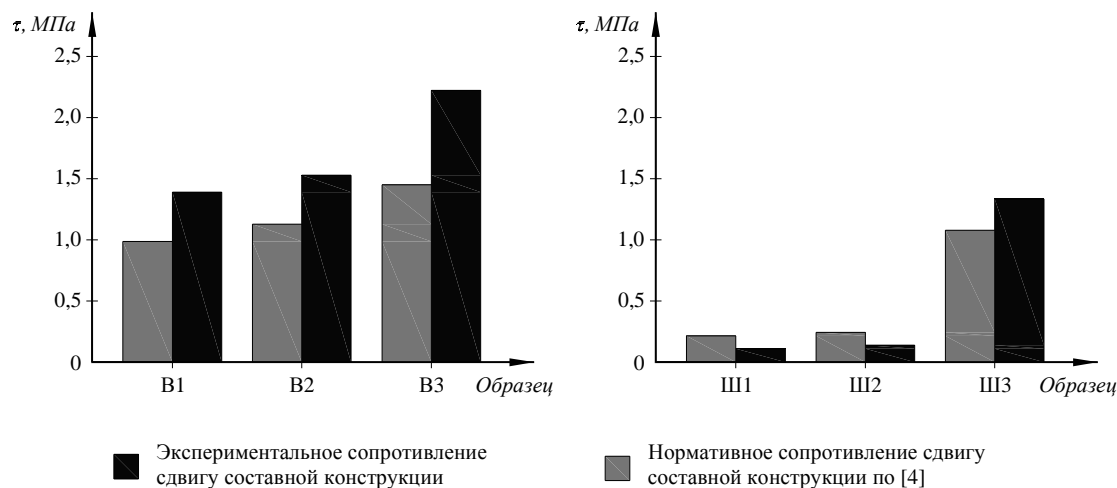 τ, МПа
2,5
2,0
1,5
1,0
0,5
0
В1
В2
В3
Образец
τ, МПа
2,5
2,0
1,5
1,0
0,5
0
Ш1
Ш2
Ш3
Образец
Экспериментальное сопротивление
сдвигу составной конструкции
Нормативное сопротивление сдвигу
составной конструкции по [4]